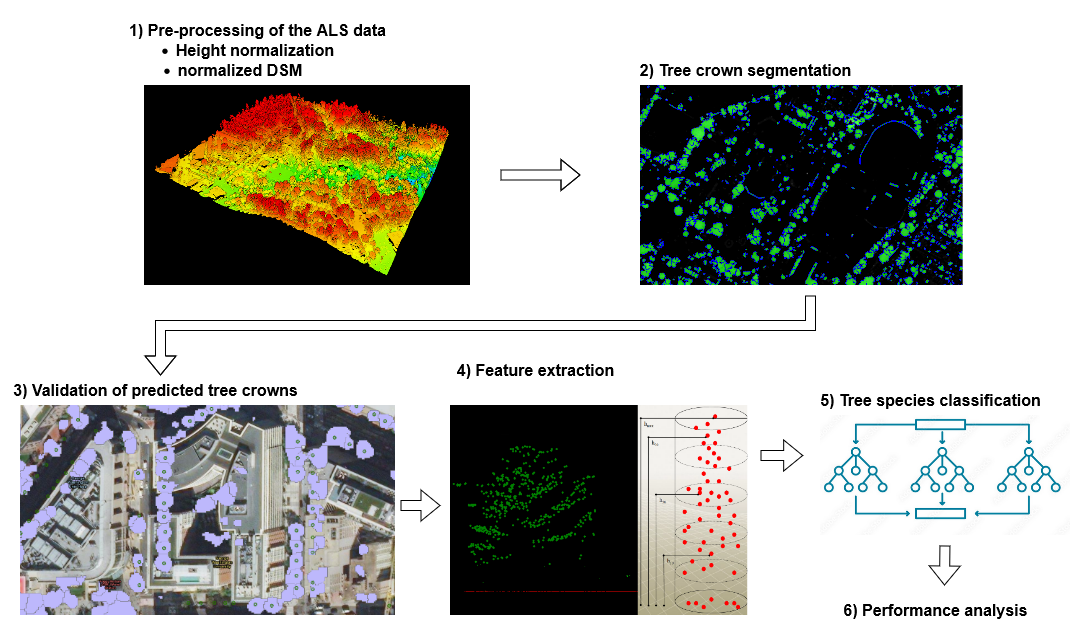 1) Pre-processing of the ALS data
• Height normalization
• normalized DSM
2) Tree crown segmentation
3) Validation of predicted tree crowns
4) Feature extraction
5) Tree species classification
6) Performance analysis